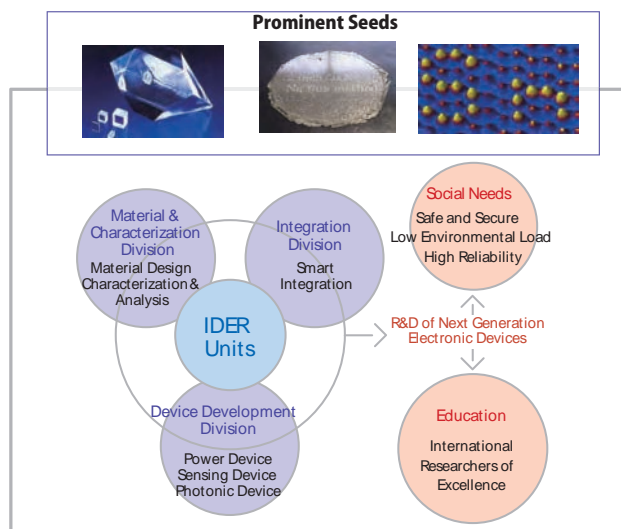 Prominent Seeds
Material &
Characterization
Division
Material Design
Characterization &
Analysis
Integration
Division
Smart
Integration
IDER
Units
Device Development
Division
Power Device
Sensing Device
Photonic Device
Social Needs
Safe and Secure
Low Environmental Load
High Reliability
R&D of Next Generation
Electronic Devices
Education
International
Researchers of
Excellence